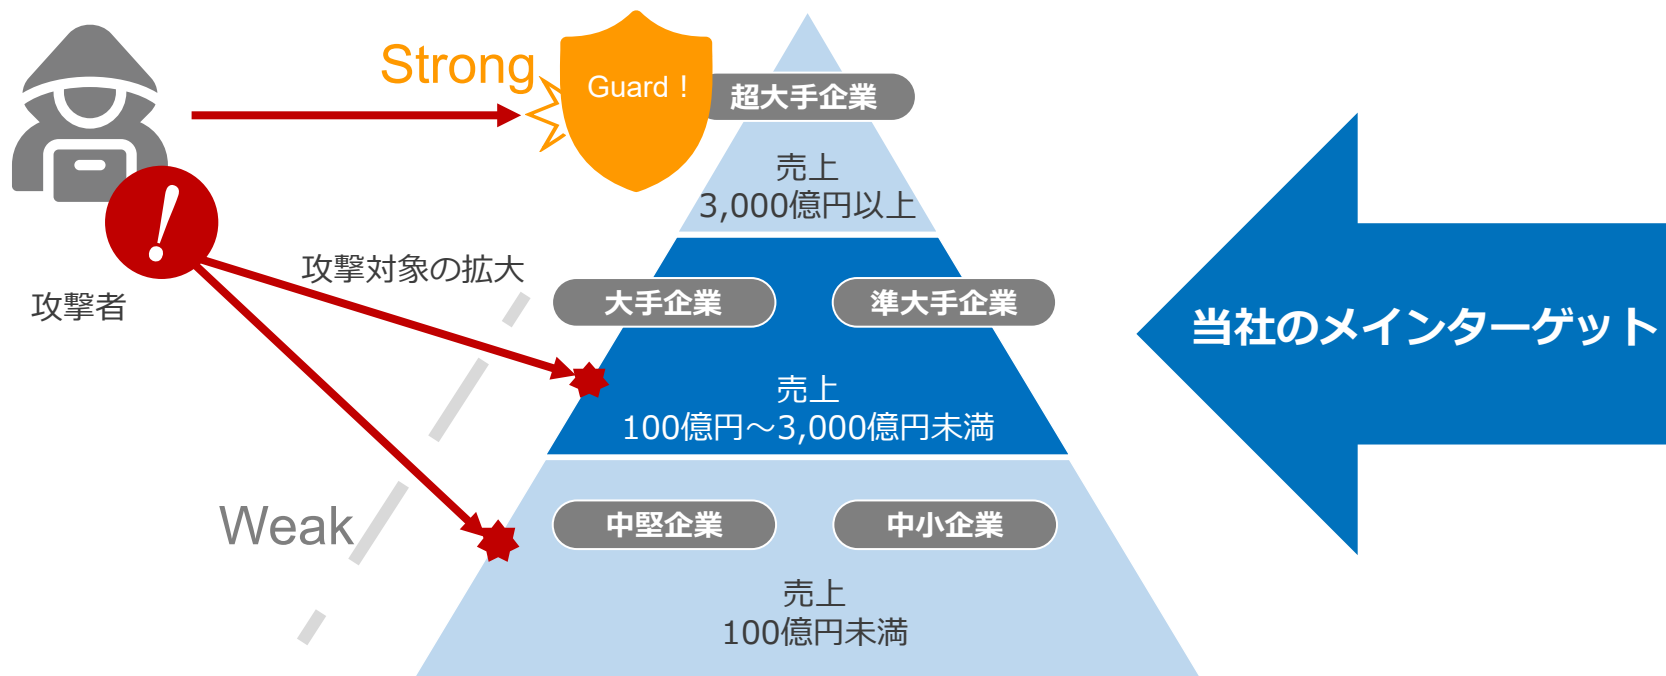 Strong
Guard！
超大手企業
売上
3,000億円以上
攻撃者
攻撃対象の拡大
大手企業
準大手企業
売上
100億円～3,000億円未満
当社のメインターゲット
Weak
中堅企業
中小企業
売上
100億円未満